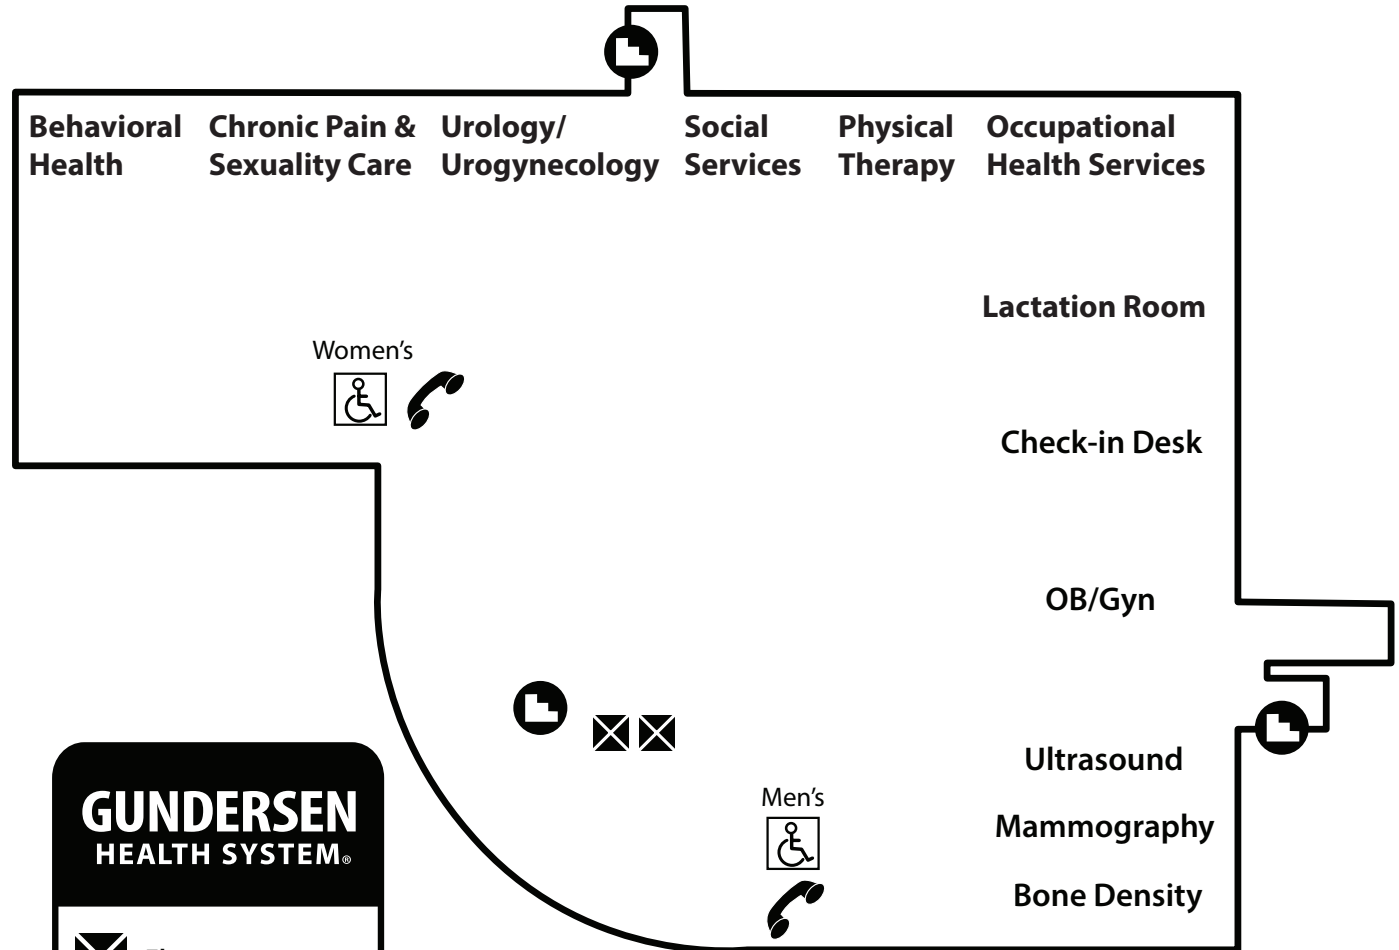 Behavioral
Health
Chronic Pain &
Sexuality Care
Urology/
Urogynecology
Social
Services
Physical
Therapy
Occupational
Health Services
Lactation Room
Women's
Check-in Desk
OB/Gyn
Ultrasound
Men's
Mammography
Bone Density
GUNDERSEN
HEALTH SYSTEM®